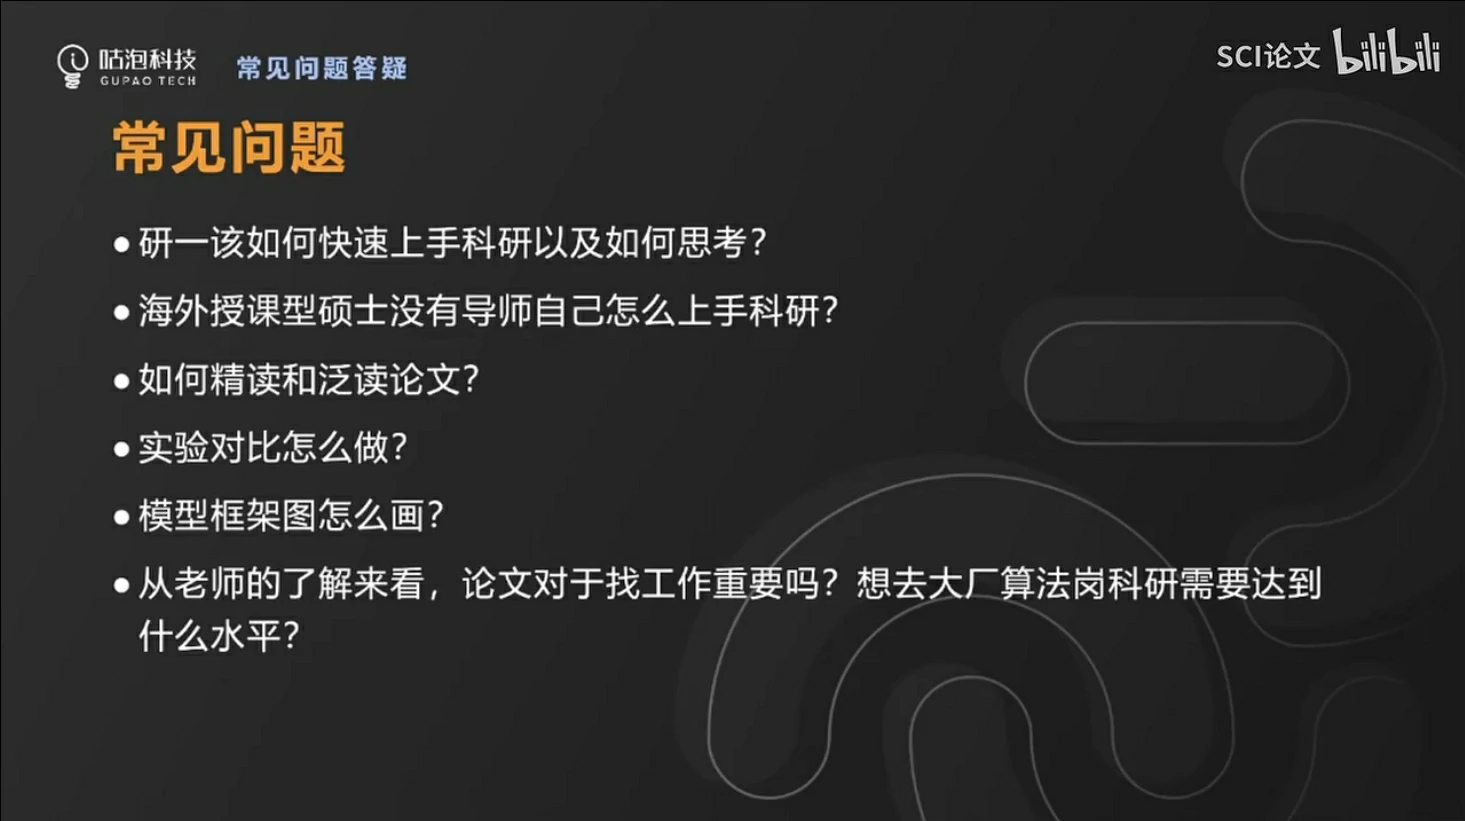 咕泡科技
GUPAO TECH
常见问题答疑
SCI论文 bilibili
常见问题
●研一该如何快速上手科研以及如何思考？
●海外授课型硕士没有导师自己怎么上手科研？
●如何精读和泛读论文？
●实验对比怎么做？
●模型框架图怎么画？
●从老师的了解来看，论文对于找工作重要吗？想去大厂算法岗科研需要达到
什么水平？